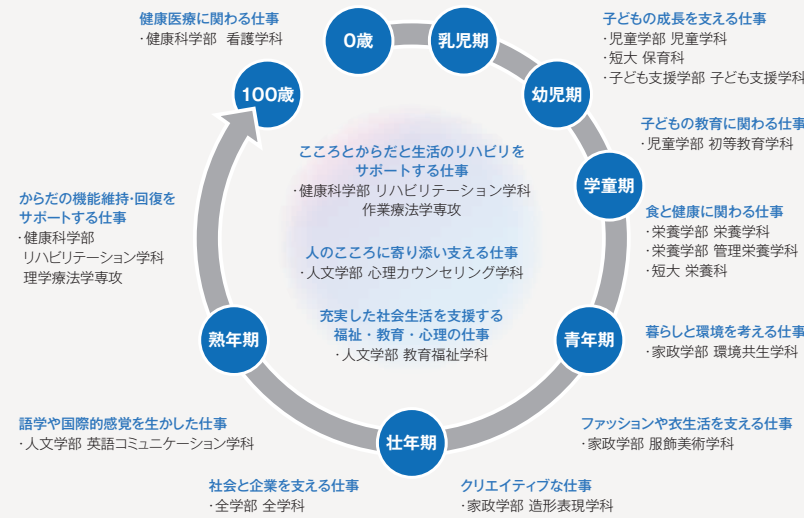 健康医療に関わる仕事
・健康科学部 看護学科
0歳
乳児期
幼児期
学童期
青年期
壮年期
熟年期
100歳
子どもの成長を支える仕事
・児童学部 児童学科
・短大 保育科
・子ども支援学部 子ども支援学科
子どもの教育に関わる仕事
・児童学部 初等教育学科
食と健康に関わる仕事
・栄養学部 栄養学科
・栄養学部 管理栄養学科
・短大 栄養科
暮らしと環境を考える仕事
・家政学部 環境共生学科
ファッションや衣生活を支える仕事
・家政学部 服飾美術学科
クリエイティブな仕事
・家政学部 造形表現学科
社会と企業を支える仕事
・全学部 全学科
語学や国際的感覚を生かした仕事
・人文学部 英語コミュニケーション学科
からだの機能維持・回復を
サポートする仕事
・健康科学部
リハビリテーション学科
理学療法学専攻
こころとからだと生活のリハビリを
サポートする仕事
・健康科学部 リハビリテーション学科
作業療法学専攻
人のこころに寄り添い支える仕事
・人文学部 心理カウンセリング学科
充実した社会生活を支援する
福祉・教育・心理の仕事
・人文学部 教育福祉学科